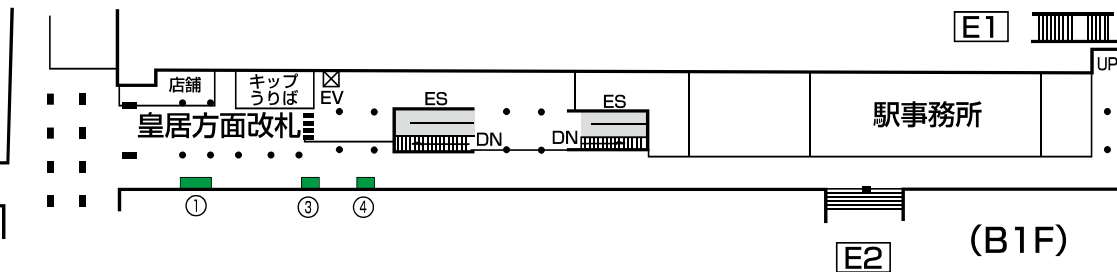 E1
UP
店舗
キップ
うりば
EV
ES
ES
皇居方面改札
DN
DN
駅事務所
①
③
④
E2
(B1F)